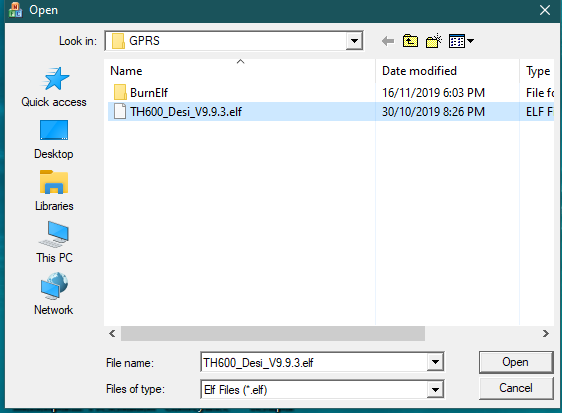 Open
Look in: GPRS
Name Date modified Type
BurnElf 16/11/2019 6:03 PM File fo
TH600_Desi_V9.9.3.elf 30/10/2019 8:26 PM ELF F
Quick access
Desktop
Libraries
This PC
Network
File name: TH600_Desi_V9.9.3.elf Open
Files of type: Elf Files (*.elf) Cancel